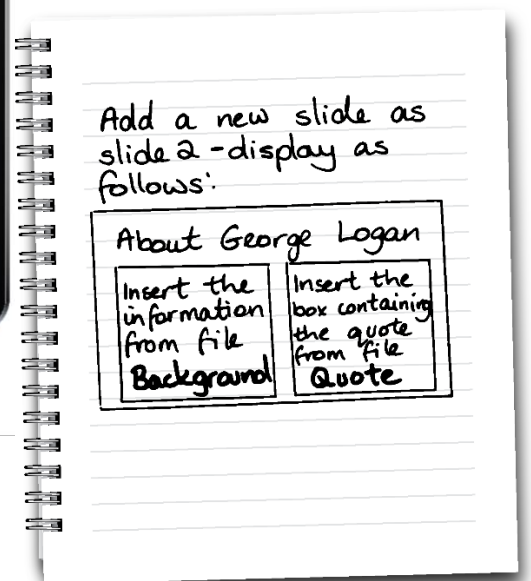 Add a new slide as
slide 2 - display as
follows:
About George Logan
Insert the
information
from file
Background
Insert the
box containing
the quote
from file
Quote